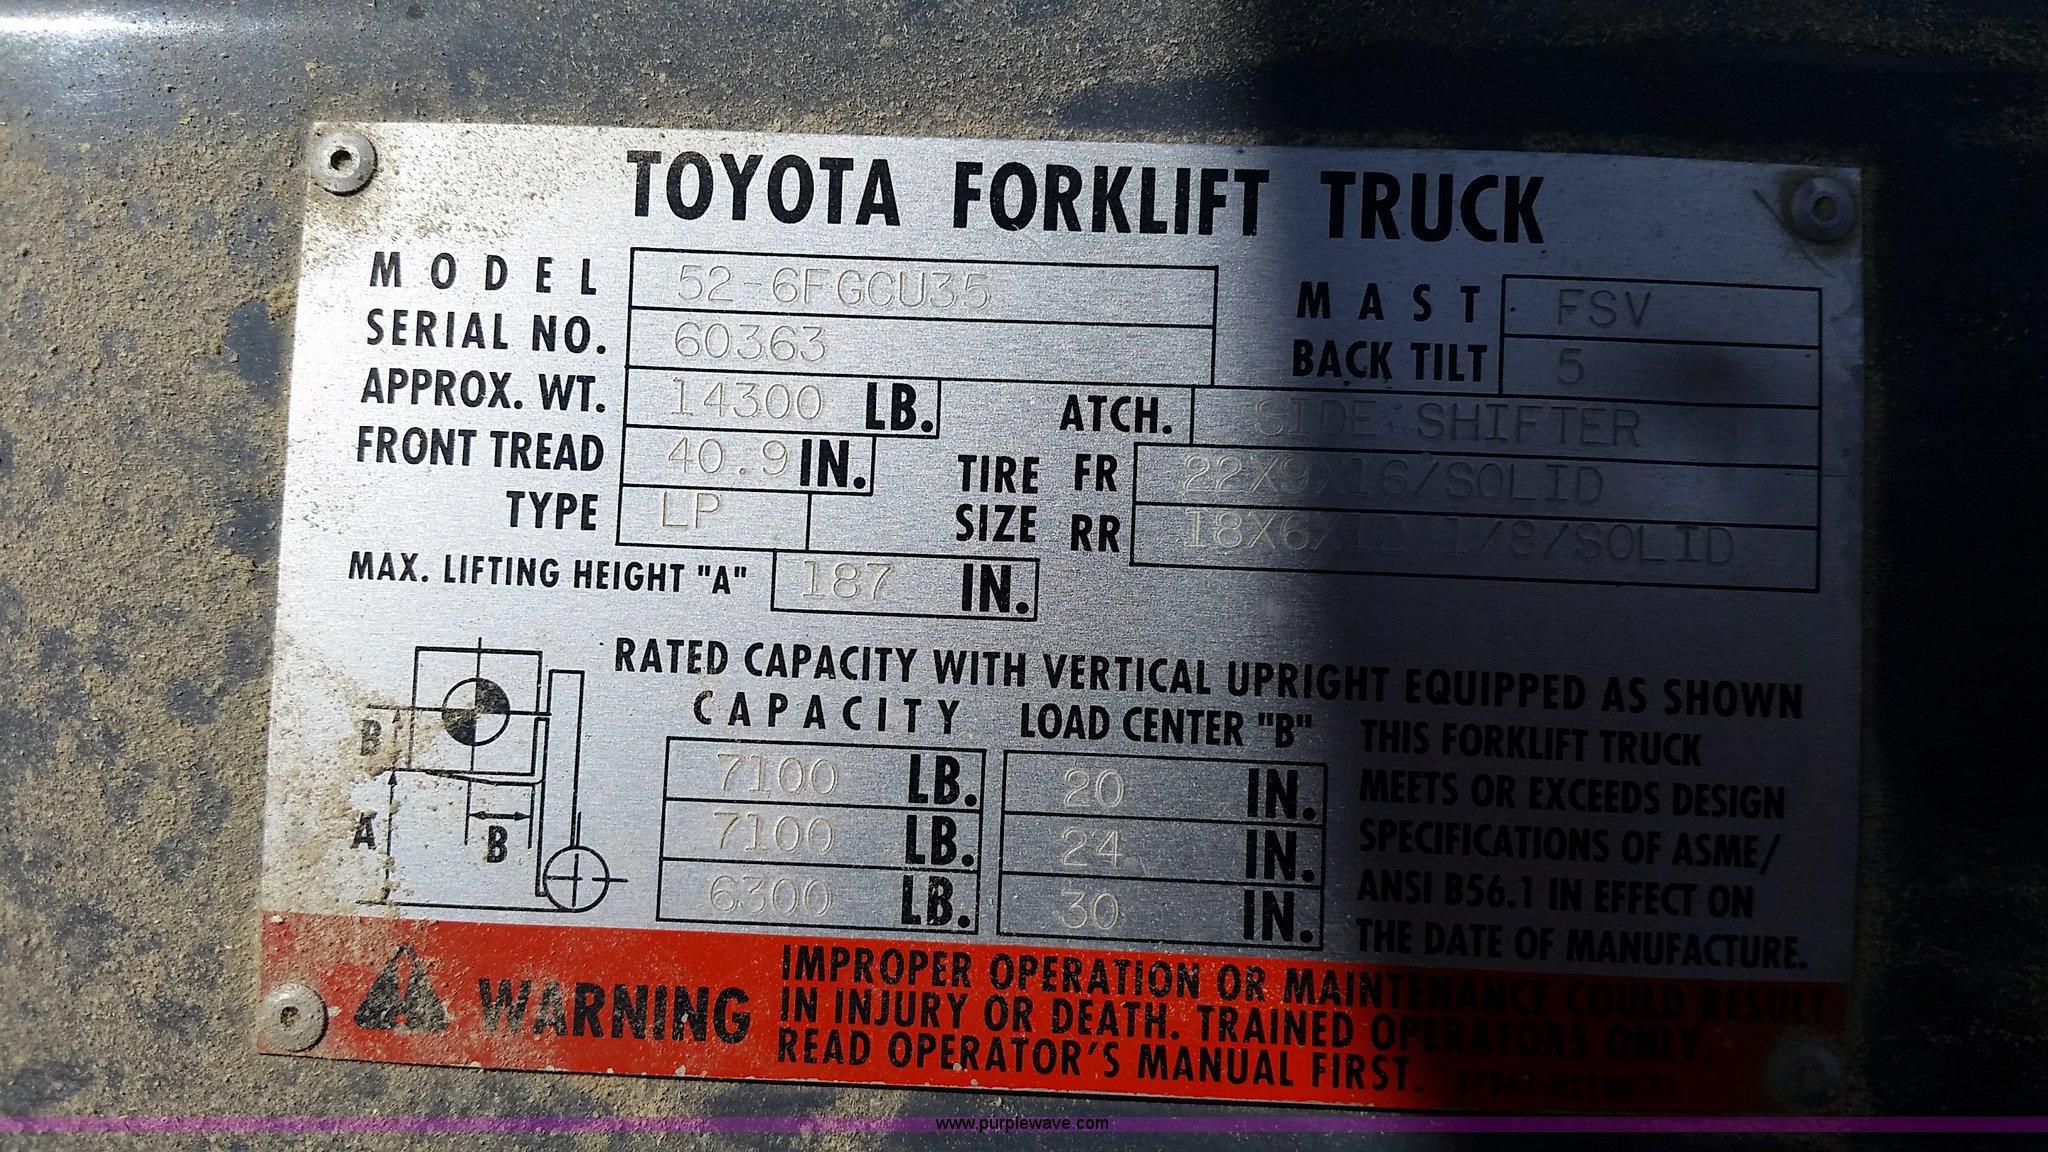 TOYOTA FORKLIFT TRUCK
MODEL 52-6FGCU35
MAST FSV
SERIAL NO. 60363
BACK TILT 5
APPROX. WT. 14300 LB.
ATCH. SIDE SHIFTER
FRONT TREAD 40.9 IN.
TIRE SIZE FR 22X9X16/SOLID
TYPE LP
RR 18X6X12 1/8/SOLID
MAX. LIFTING HEIGHT "A" 187 IN.
RATED CAPACITY WITH VERTICAL UPRIGHT EQUIPPED AS SHOWN
CAPACITY LOAD CENTER "B"
7100 LB. 20 IN.
7100 LB. 24 IN.
6300 LB. 30 IN.
B
A
B
THIS FORKLIFT TRUCK
MEETS OR EXCEEDS DESIGN
SPECIFICATIONS OF ASME/
ANSI B56.1 IN EFFECT ON
THE DATE OF MANUFACTURE.
WARNING
IMPROPER OPERATION OR MAINTENANCE COULD RESULT
IN INJURY OR DEATH. TRAINED OPERATORS ONLY.
READ OPERATOR'S MANUAL FIRST.
www.purplewave.com